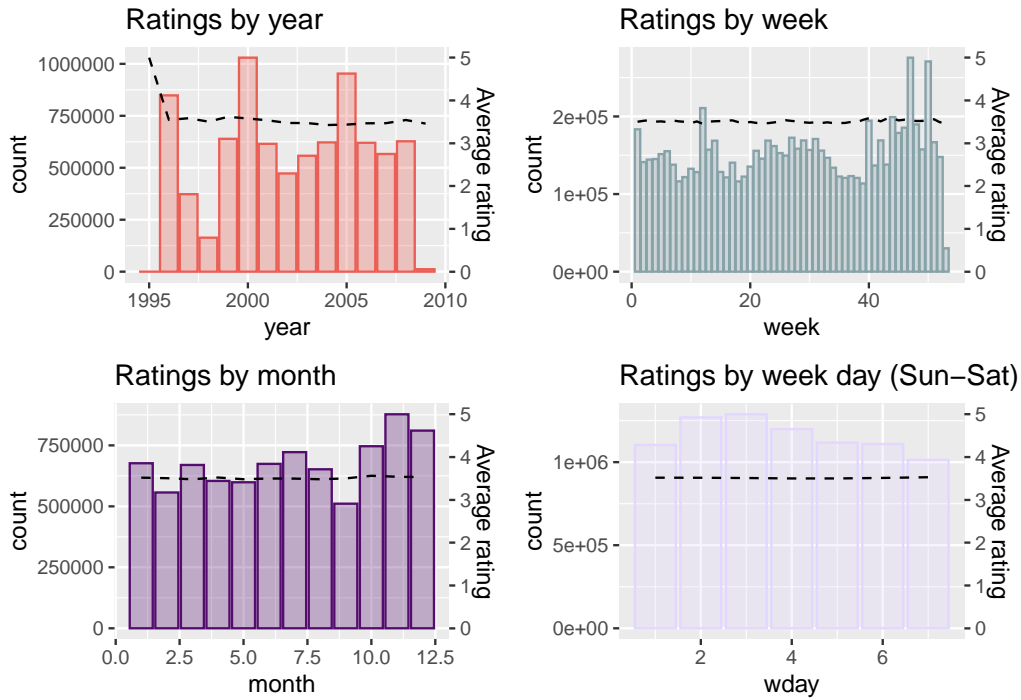 Ratings by year
1000000
750000
500000
250000
0
count
5
4
3
2
1
0
Average rating
1995
2000
2005
2010
year
Ratings by week
2e+05
1e+05
0e+00
count
5
4
3
2
1
0
Average rating
0
20
40
week
Ratings by month
750000
500000
250000
0
count
5
4
3
2
1
0
Average rating
0.0
2.5
5.0
7.5
10.0
12.5
month
Ratings by week day (Sun−Sat)
1e+06
5e+05
0e+00
count
5
4
3
2
1
0
Average rating
2
4
6
wday